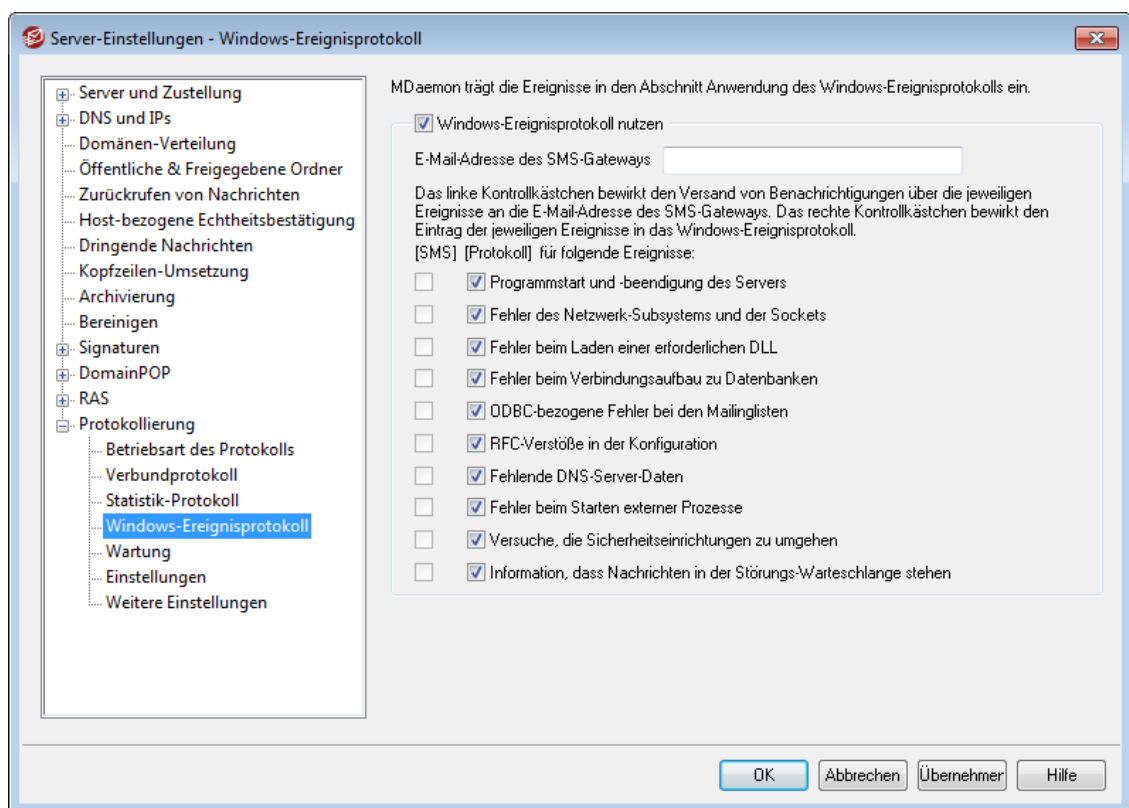 Server-Einstellungen - Windows-Ereignisprotokoll
Server und Zustellung
DNS und IPs
Domänen-Verteilung
Öffentliche & Freigegebene Ordner
Zurückrufen von Nachrichten
Host-bezogene Echtheitsbestätigung
Dringende Nachrichten
Kopfzeilen-Umsetzung
Archivierung
Bereinigen
Signaturen
DomainPOP
RAS
Protokollierung
Betriebsart des Protokolls
Verbundprotokoll
Statistik-Protokoll
Windows-Ereignisprotokoll
Wartung
Einstellungen
Weitere Einstellungen
MDaemon trägt die Ereignisse in den Abschnitt Anwendung des Windows-Ereignisprotokolls ein.
Windows-Ereignisprotokoll nutzen
E-Mail-Adresse des SMS-Gateways
Das linke Kontrollkästchen bewirkt den Versand von Benachrichtigungen über die jeweiligen
Ereignisse an die E-Mail-Adresse des SMS-Gateways. Das rechte Kontrollkästchen bewirkt den
Eintrag der jeweiligen Ereignisse in das Windows-Ereignisprotokoll.
[SMS] [Protokoll] für folgende Ereignisse:
Programmstart und -beendigung des Servers
Fehler des Netzwerk-Subsystems und der Sockets
Fehler beim Laden einer erforderlichen DLL
Fehler beim Verbindungsaufbau zu Datenbanken
ODBC-bezogene Fehler bei den Mailinglisten
RFC-Verstöße in der Konfiguration
Fehlende DNS-Server-Daten
Fehler beim Starten externer Prozesse
Versuche, die Sicherheitseinrichtungen zu umgehen
Information, dass Nachrichten in der Störungs-Warteschlange stehen
OK
Abbrechen
Übernehmer
Hilfe